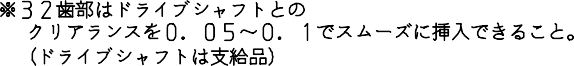 ※３２歯部はドライブシャフトとの
クリアランスを０．０５～０．１でスムーズに挿入できること。
（ドライブシャフトは支給品）